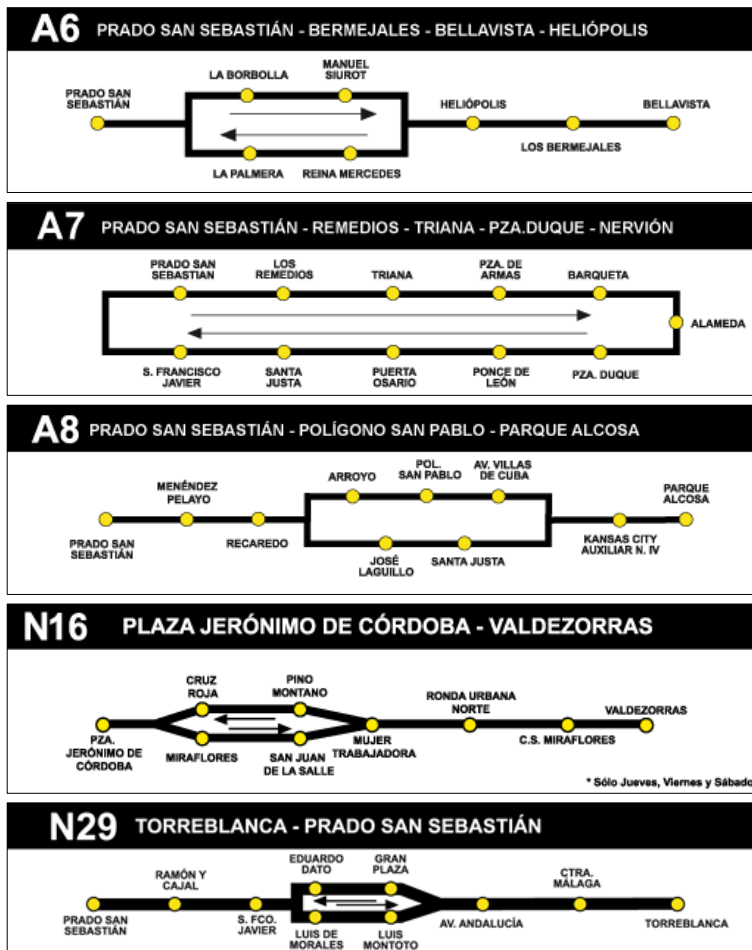 A6 PRADO SAN SEBASTIÁN - BERMEJALES - BELLAVISTA - HELIÓPOLIS
PRADO SAN
SEBASTIÁN
LA BORBOLLA
MANUEL
SIUROT
LA PALMERA
REINA MERCEDES
HELIÓPOLIS
LOS BERMEJALES
BELLAVISTA
A7 PRADO SAN SEBASTIÁN - REMEDIOS - TRIANA - PZA.DUQUE - NERVIÓN
PRADO SAN
SEBASTIAN
LOS
REMEDIOS
TRIANA
PZA. DE
ARMAS
BARQUETA
ALAMEDA
S. FRANCISCO
JAVIER
SANTA
JUSTA
PUERTA
OSARIO
PONCE DE
LEÓN
PZA. DUQUE
A8 PRADO SAN SEBASTIÁN - POLÍGONO SAN PABLO - PARQUE ALCOSA
PRADO SAN
SEBASTIÁN
MENÉNDEZ
PELAYO
RECAREDO
ARROYO
POL.
SAN PABLO
AV. VILLAS
DE CUBA
JOSÉ
LAGUILLO
SANTA JUSTA
KANSAS CITY
AUXILIAR N. IV
PARQUE
ALCOSA
N16 PLAZA JERÓNIMO DE CÓRDOBA - VALDEZORRAS
PZA.
JERÓNIMO DE
CÓRDOBA
CRUZ
ROJA
PINO
MONTANO
MIRAFLORES
SAN JUAN
DE LA SALLE
MUJER
TRABAJADORA
RONDA URBANA
NORTE
C.S. MIRAFLORES
VALDEZORRAS
* Sólo Jueves, Viernes y Sábado
N29 TORREBLANCA - PRADO SAN SEBASTIÁN
PRADO SAN
SEBASTIÁN
RAMÓN Y
CAJAL
S. FCO.
JAVIER
EDUARDO
DATO
GRAN
PLAZA
LUIS DE
MORALES
LUIS
MONTOTO
AV. ANDALUCÍA
CTRA.
MÁLAGA
TORREBLANCA